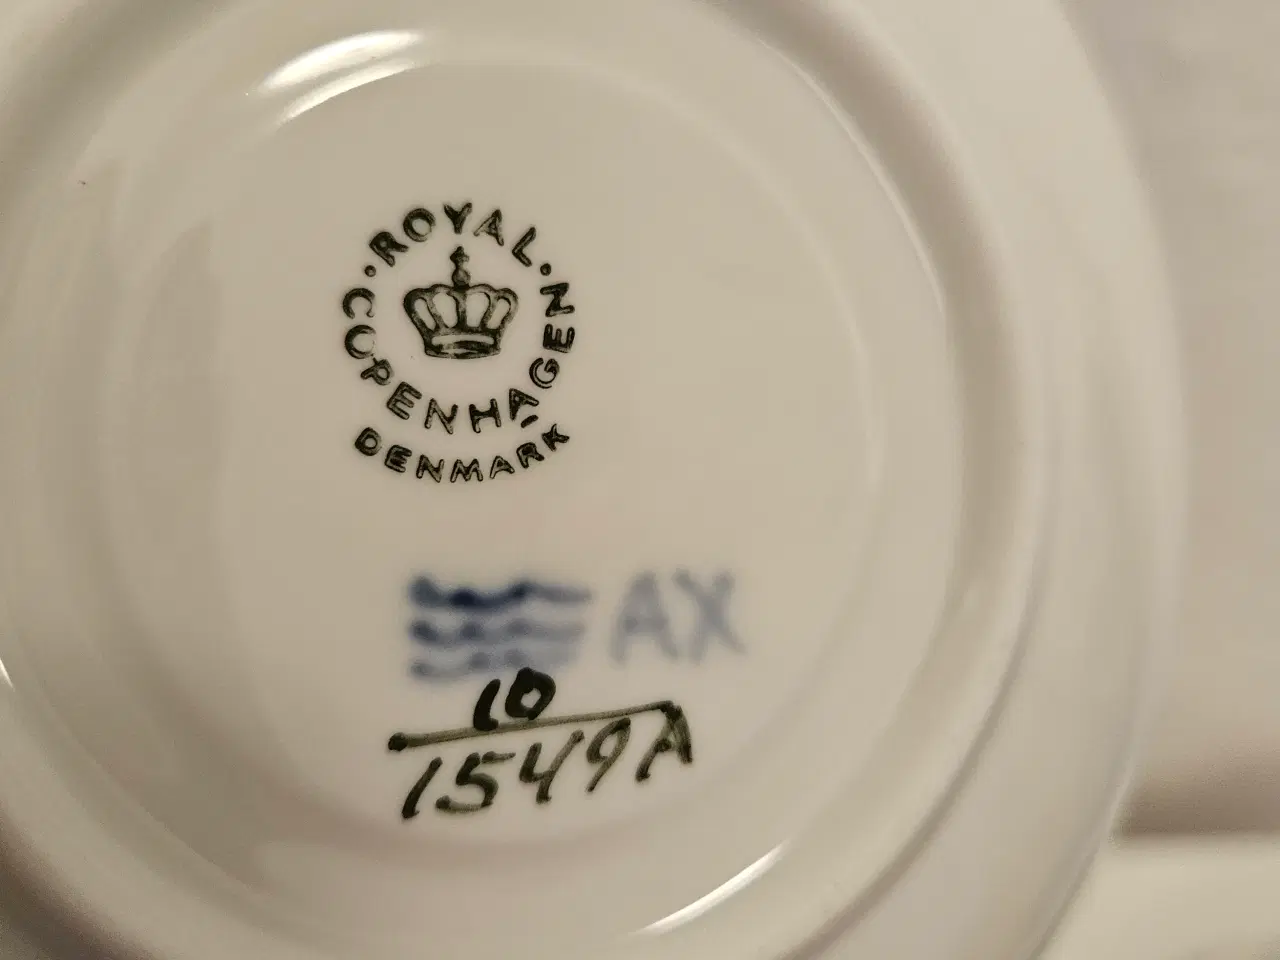 ROYAL
COPENHAGEN
DENMARK
AX
10
1549A